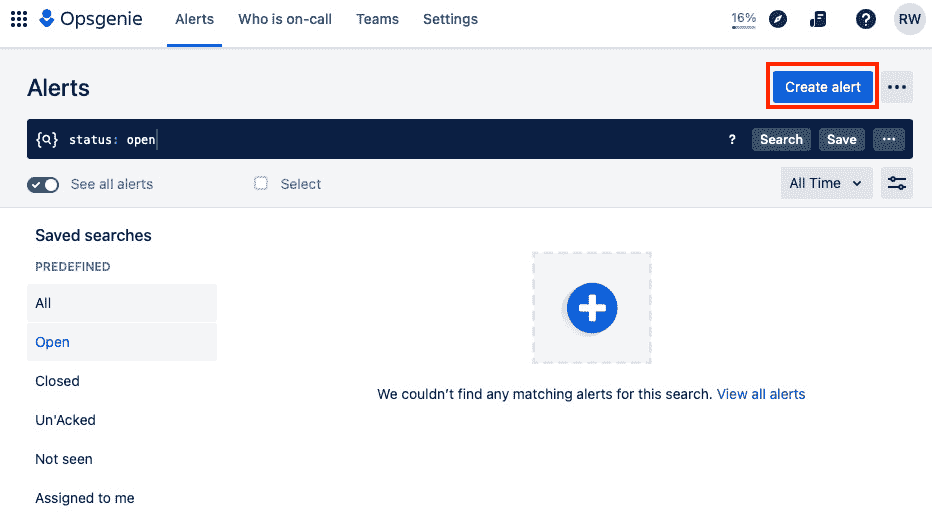 Opsgenie Alerts Who is on-call Teams Settings 16% RW
Alerts Create alert
status: open ? Search Save
See all alerts Select All Time
Saved searches
PREDEFINED
All
Open
Closed
Un'Acked
Not seen
Assigned to me
We couldn't find any matching alerts for this search. View all alerts